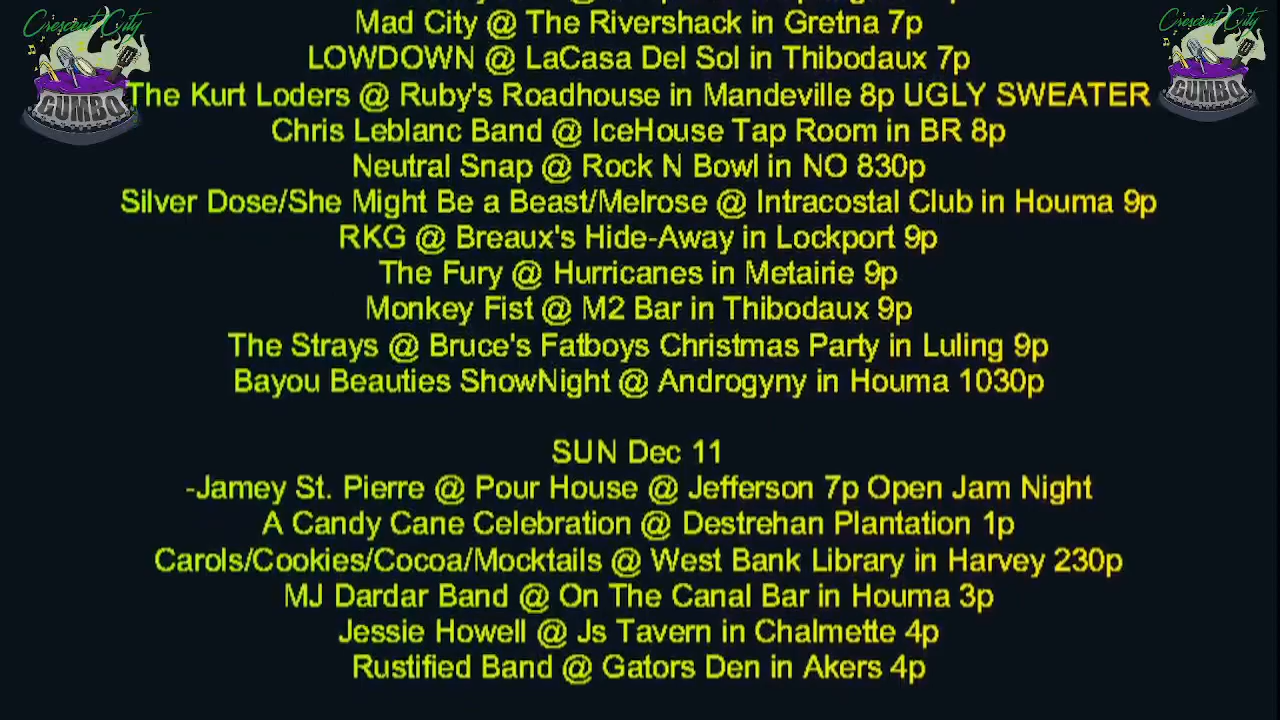 Crescent City
GUMBO
Crescent City
GUMBO
Mad City @ The Rivershack in Gretna 7p
LOWDOWN @ LaCasa Del Sol in Thibodaux 7p
The Kurt Loders @ Ruby's Roadhouse in Mandeville 8p UGLY SWEATER
Chris Leblanc Band @ IceHouse Tap Room in BR 8p
Neutral Snap @ Rock N Bowl in NO 830p
Silver Dose/She Might Be a Beast/Melrose @ Intracostal Club in Houma 9p
RKG @ Breaux's Hide-Away in Lockport 9p
The Fury @ Hurricanes in Metairie 9p
Monkey Fist @ M2 Bar in Thibodaux 9p
The Strays @ Bruce's Fatboys Christmas Party in Luling 9p
Bayou Beauties ShowNight @ Androgyny in Houma 1030p
SUN Dec 11
-Jamey St. Pierre @ Pour House @ Jefferson 7p Open Jam Night
A Candy Cane Celebration @ Destrehan Plantation 1p
Carols/Cookies/Cocoa/Mocktails @ West Bank Library in Harvey 230p
MJ Dardar Band @ On The Canal Bar in Houma 3p
Jessie Howell @ Js Tavern in Chalmette 4p
Rustified Band @ Gators Den in Akers 4p